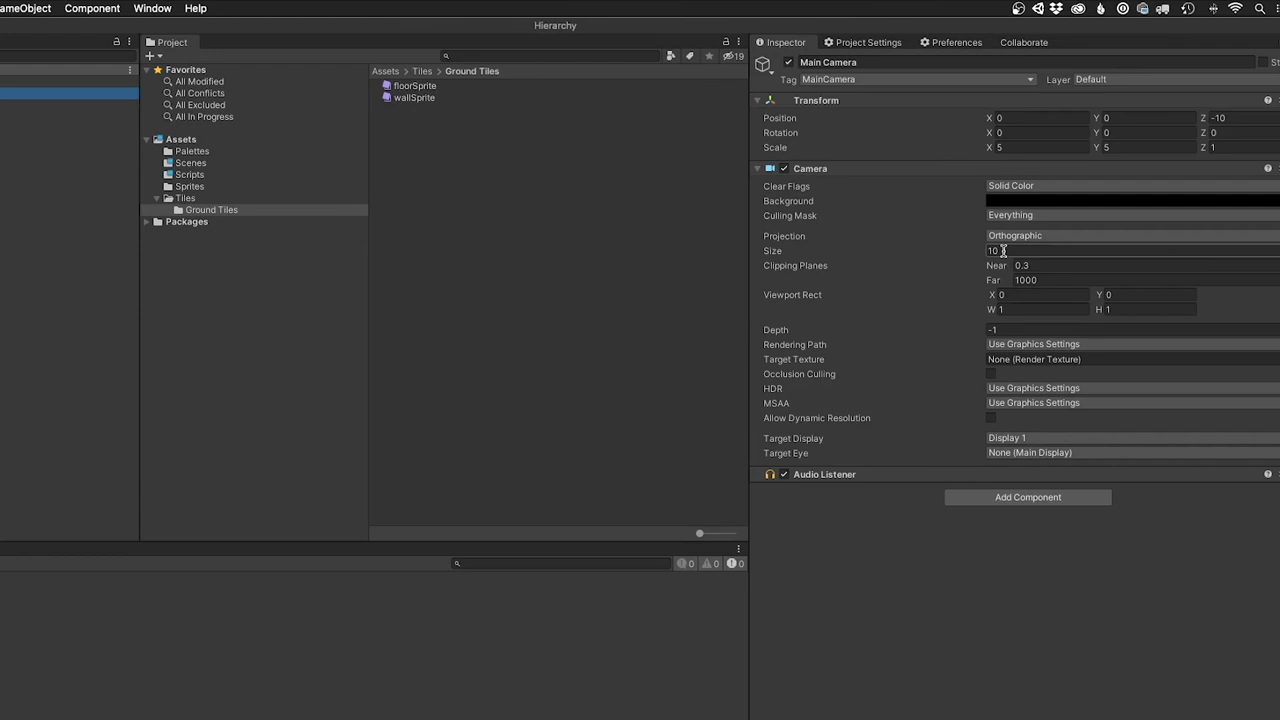 ameObject Component Window Help
Hierarchy
Project
19
Favorites
All Modified
All Conflicts
All Excluded
All In Progress
Assets
Palettes
Scenes
Scripts
Sprites
Tiles
Ground Tiles
Packages
Assets > Tiles > Ground Tiles
floorSprite
wallSprite
0 0 0
Inspector Project Settings Preferences Collaborate
Main Camera St
Tag MainCamera Layer Default
Transform
Position X 0 Y 0 Z -10
Rotation X 0 Y 0 Z 0
Scale X 5 Y 5 Z 1
Camera
Clear Flags Solid Color
Background
Culling Mask Everything
Projection Orthographic
Size 10
Clipping Planes Near 0.3
Far 1000
Viewport Rect X 0 Y 0
W 1 H 1
Depth -1
Rendering Path Use Graphics Settings
Target Texture None (Render Texture)
Occlusion Culling
HDR Use Graphics Settings
MSAA Use Graphics Settings
Allow Dynamic Resolution
Target Display Display 1
Target Eye None (Main Display)
Audio Listener
Add Component